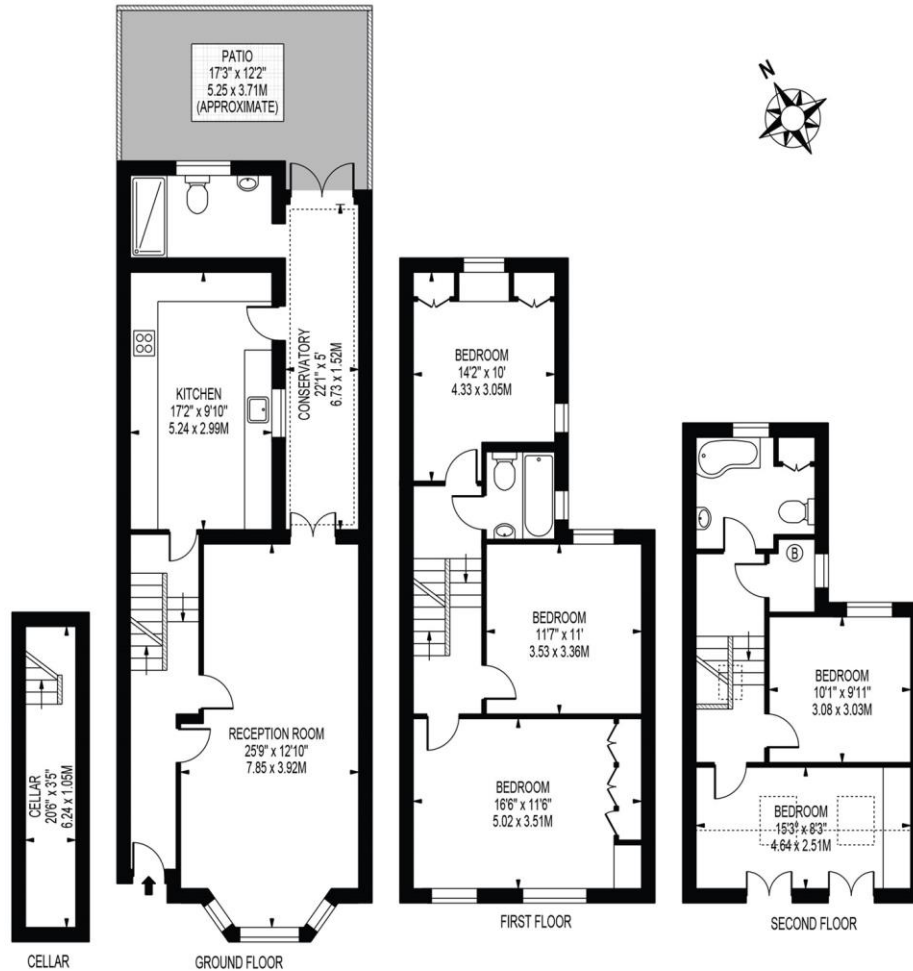 PATIO
17'3" x 12'2"
5.25 x 3.71M
(APPROXIMATE)
N
CONSERVATORY
22'1" x 5'
6.73 x 1.52M
KITCHEN
17'2" x 9'10"
5.24 x 2.99M
RECEPTION ROOM
25'9" x 12'10"
7.85 x 3.92M
CELLAR
20'6" x 3'5"
6.24 x 1.05M
BEDROOM
14'2" x 10'
4.33 x 3.05M
BEDROOM
11'7" x 11'
3.53 x 3.36M
BEDROOM
16'6" x 11'6"
5.02 x 3.51M
B
BEDROOM
10'1" x 9'11"
3.08 x 3.03M
BEDROOM
15'3" x 8'3"
4.64 x 2.51M
CELLAR
GROUND FLOOR
FIRST FLOOR
SECOND FLOOR